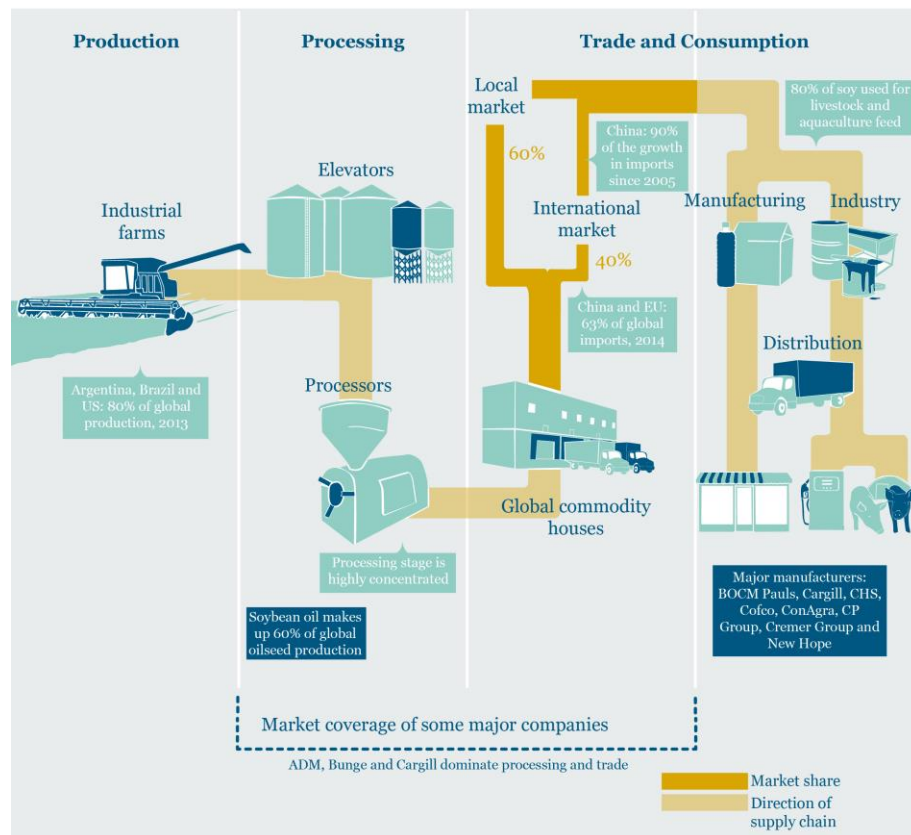 Production
Processing
Trade and Consumption
Industrial
farms
Argentina, Brazil and
US: 80% of global
production, 2013
Elevators
Processors
Processing stage is
highly concentrated
Soybean oil makes
up 60% of global
oilseed production
Local
market
60%
China: 90%
of the growth
in imports
since 2005
International
market
40%
China and EU:
63% of global
imports, 2014
Global commodity
houses
80% of soy used for
livestock and
aquaculture feed
Manufacturing
Industry
Distribution
Major manufacturers:
BOCM Pauls, Cargill, CHS,
Cofco, ConAgra, CP
Group, Cremer Group and
New Hope
Market coverage of some major companies
ADM, Bunge and Cargill dominate processing and trade
Market share
Direction of
supply chain